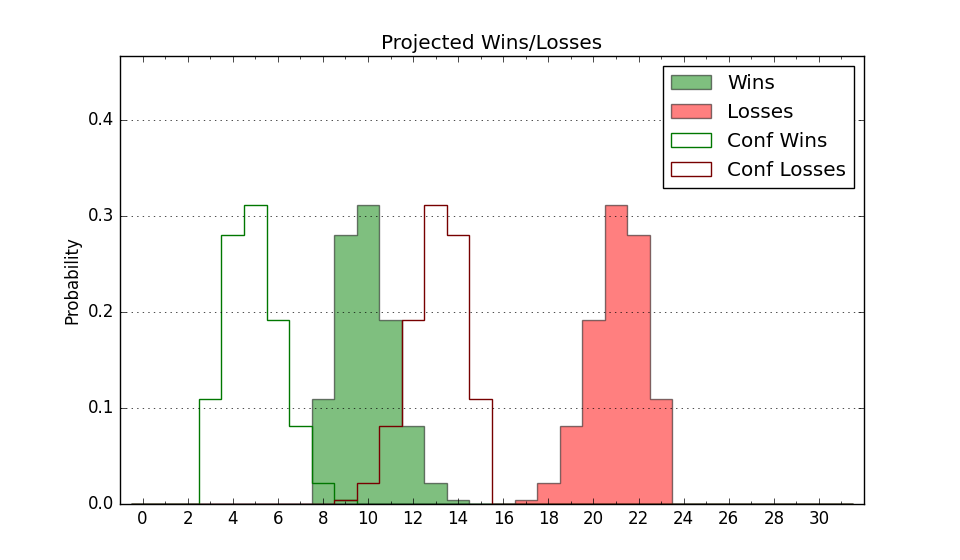 Projected Wins/Losses
Wins
Losses
Conf Wins
Conf Losses
Probability
0.4
0.3
0.2
0.1
0.0
0 2 4 6 8 10 12 14 16 18 20 22 24 26 28 30